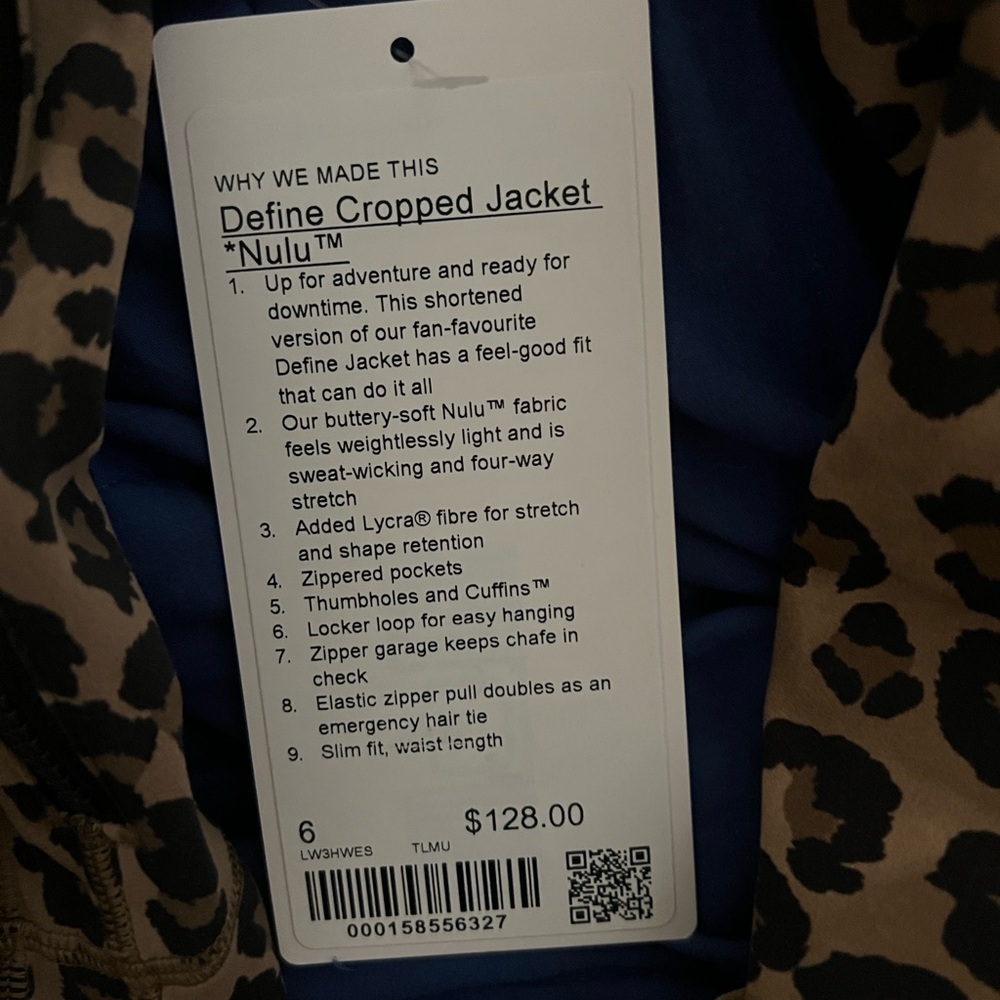 WHY WE MADE THIS
Define Cropped Jacket
*Nulu™
1. Up for adventure and ready for
downtime. This shortened
version of our fan-favourite
Define Jacket has a feel-good fit
that can do it all
2. Our buttery-soft Nulu™ fabric
feels weightlessly light and is
sweat-wicking and four-way
stretch
3. Added Lycra® fibre for stretch
and shape retention
4. Zippered pockets
5. Thumbholes and Cuffins™
6. Locker loop for easy hanging
7. Zipper garage keeps chafe in
check
8. Elastic zipper pull doubles as an
emergency hair tie
9. Slim fit, waist length
6 $128.00
LW3HWES TLMU
000158556327